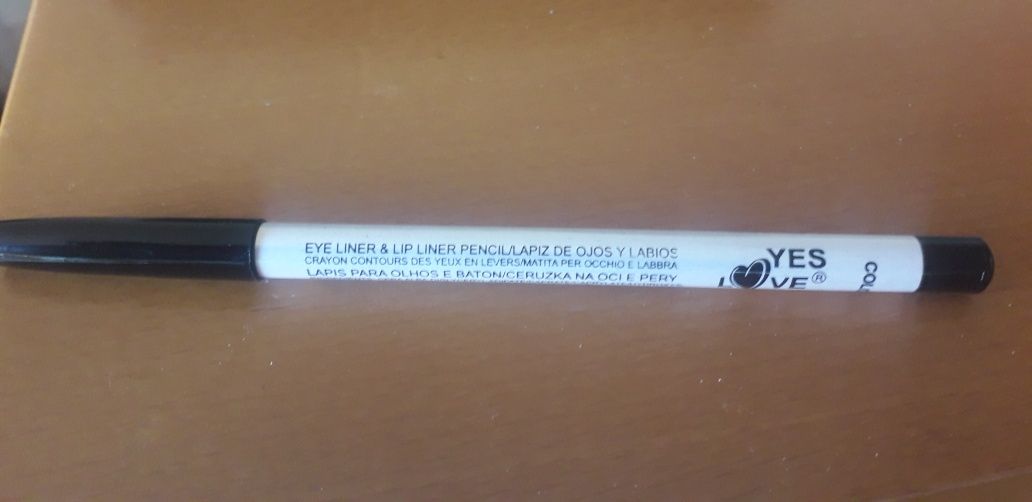 EYE LINER & LIP LINER PENCIL/LAPIZ DE OJOS Y LABIOS
CRAYON CONTOURS DES YEUX EN LEVERS/MATITA PER OCCHIO E LABBRA
LAPIS PARA OLHOS E BATON/CERUZKA NA OCI E PERY
YES
LOVE®
COL